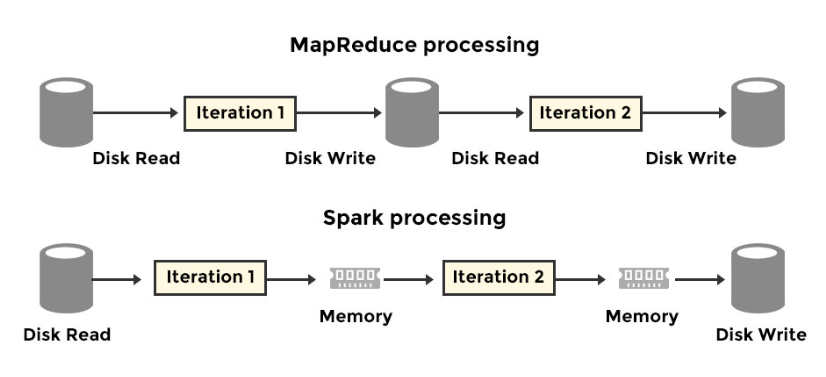 MapReduce processing
Iteration 1
Iteration 2
Disk Read
Disk Write
Disk Read
Disk Write
Spark processing
Iteration 1
Iteration 2
Memory
Memory
Disk Read
Disk Write